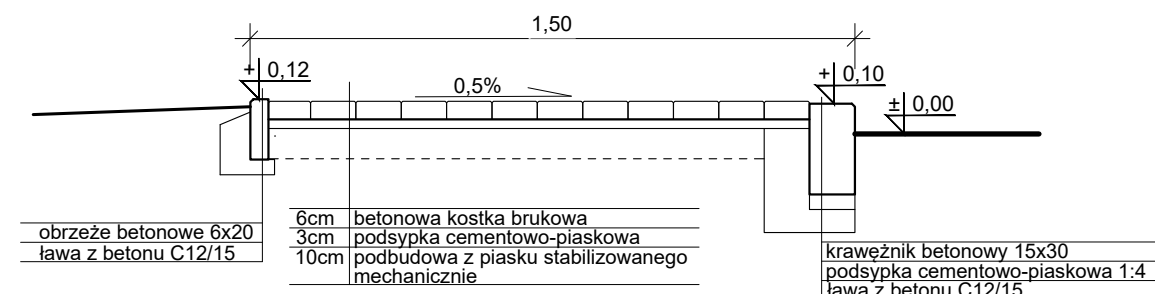 1,50
+ 0,12
0,5%
+ 0,10
± 0,00
obrzeże betonowe 6x20
ława z betonu C12/15
6cm betonowa kostka brukowa
3cm podsypka cementowo-piaskowa
10cm podbudowa z piasku stabilizowanego
mechanicznie
krawężnik betonowy 15x30
podsypka cementowo-piaskowa 1:4
ława z betonu C12/15